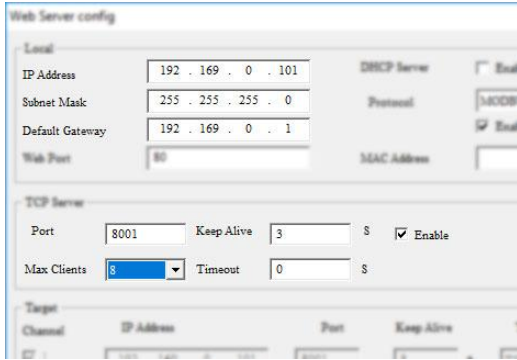 Web Server config
Local
IP Address 192 . 169 . 0 . 101 DHCP Server
Subnet Mask 255 . 255 . 255 . 0 Protocol
Default Gateway 192 . 169 . 0 . 1
Web Port 80 MAC Address
TCP Server
Port 8001 Keep Alive 3 S Enable
Max Clients 8 Timeout 0 S
Target
Channel IP Address Port Keep Alive